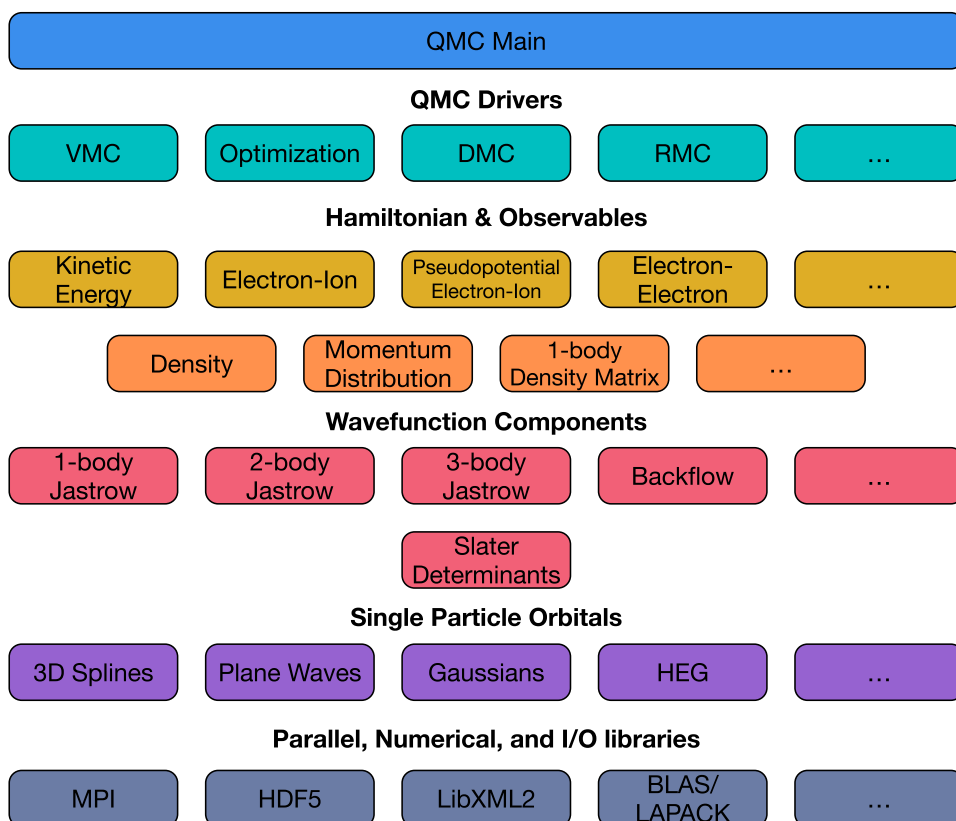 QMC Main
QMC Drivers
VMC
Optimization
DMC
RMC
...
Hamiltonian & Observables
Kinetic
Energy
Electron-Ion
Pseudopotential
Electron-Ion
Electron-
Electron
...
Density
Momentum
Distribution
1-body
Density Matrix
...
Wavefunction Components
1-body
Jastrow
2-body
Jastrow
3-body
Jastrow
Backflow
...
Slater
Determinants
Single Particle Orbitals
3D Splines
Plane Waves
Gaussians
HEG
...
Parallel, Numerical, and I/O libraries
MPI
HDF5
LibXML2
BLAS/
LAPACK
...